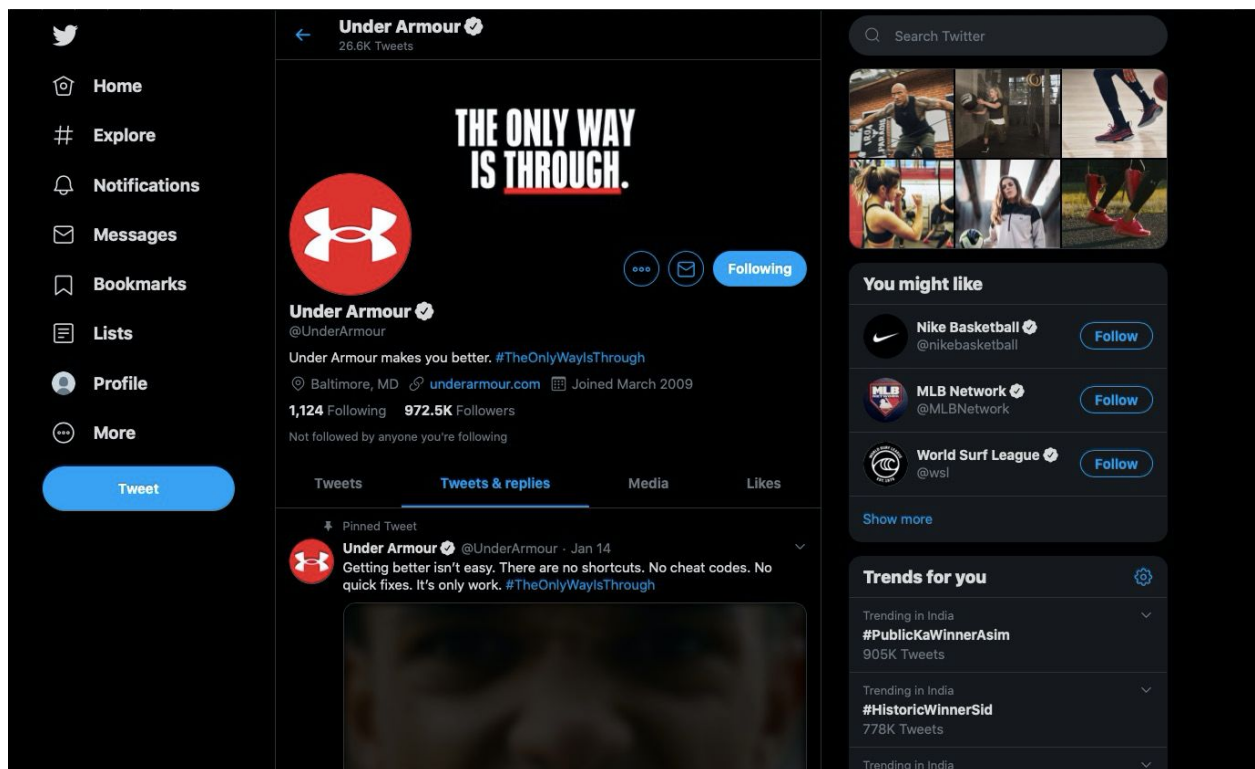 Home
Explore
Notifications
Messages
Bookmarks
Lists
Profile
More
Tweet
Under Armour
26.6K Tweets
THE ONLY WAY
IS THROUGH.
Following
Under Armour
@UnderArmour
Under Armour makes you better. #TheOnlyWayIsThrough
Baltimore, MD underarmour.com Joined March 2009
1,124 Following 972.5K Followers
Not followed by anyone you're following
Tweets Tweets & replies Media Likes
Pinned Tweet
Under Armour @UnderArmour · Jan 14
Getting better isn't easy. There are no shortcuts. No cheat codes. No
quick fixes. It's only work. #TheOnlyWayIsThrough
Search Twitter
You might like
Nike Basketball
@nikebasketball
Follow
MLB Network
@MLBNetwork
Follow
World Surf League
@wsl
Follow
Show more
Trends for you
Trending in India
#PublicKaWinnerAsim
905K Tweets
Trending in India
#HistoricWinnerSid
778K Tweets
Trending in India